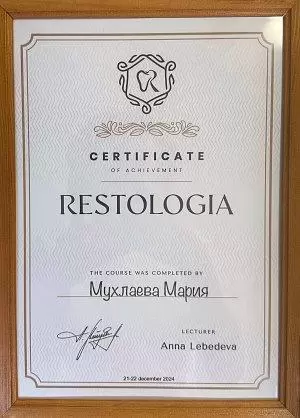 CERTIFICATE
OF ACHIEVEMENT
RESTOLOGIA
THE COURSE WAS COMPLETED BY
Мухлаева Мария
LECTURER
Anna Lebedeva
21-22 december 2024